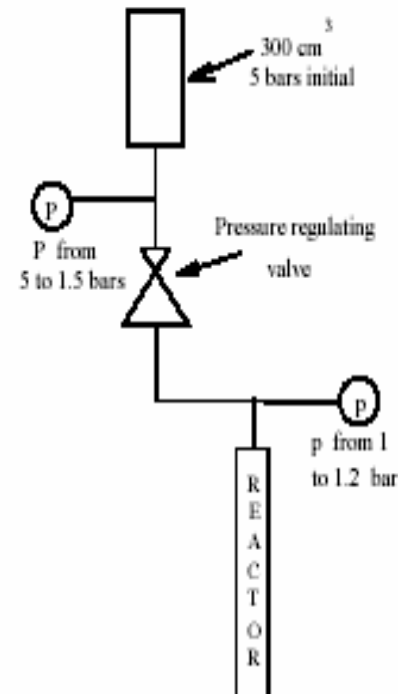 3
300 cm
5 bars initial
P
P from
5 to 1.5 bars
Pressure regulating
valve
p
p from 1
to 1.2 bar
R
E
A
C
T
O
R